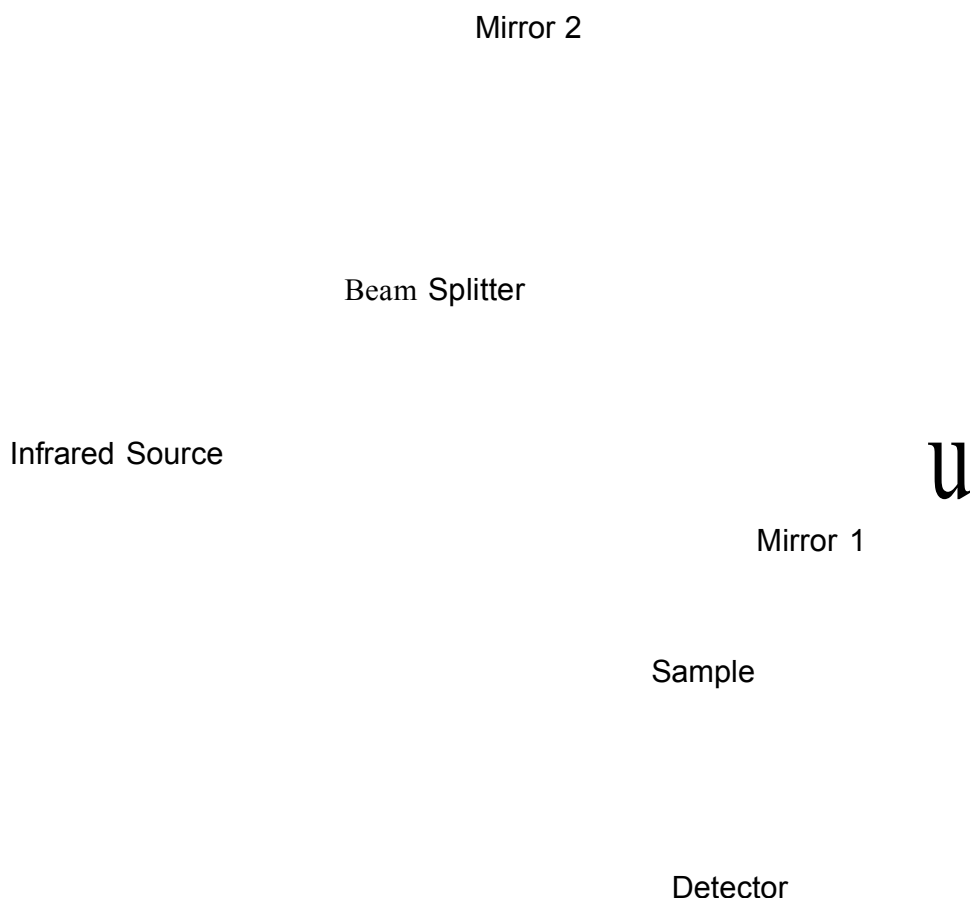 Mirror 2
Beam Splitter
Infrared Source
u
Mirror 1
Sample
Detector